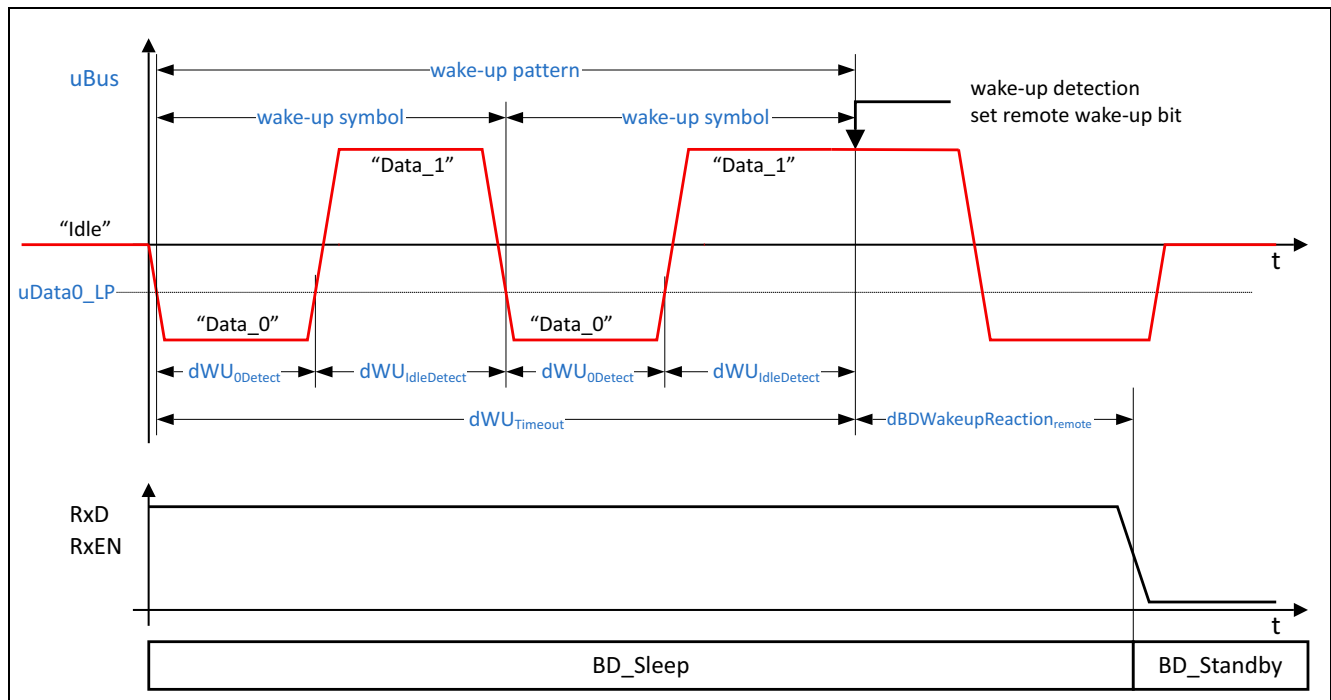 uBus
wake-up pattern
wake-up detection
set remote wake-up bit
wake-up symbol
wake-up symbol
“Data_1”
“Data_1”
“Idle”
t
uData0_LP
“Data_0”
“Data_0”
dWU0Detect
dWUIdleDetect
dWU0Detect
dWUIdleDetect
dWUTimeout
dBDWakeupReactionremote
RxD
RxEN
t
BD_Sleep
BD_Standby